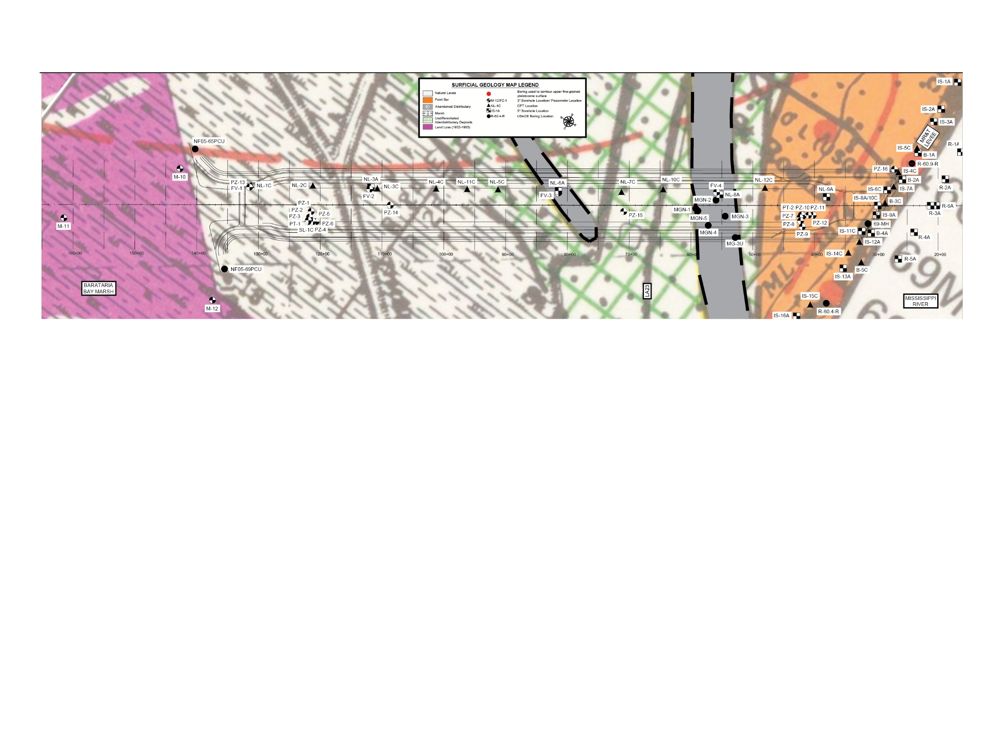 SURFICIAL GEOLOGY MAP LEGEND
Natural Levee
Point Bar
D Abandoned Distributary
Marsh
Undifferentiated
Interdistributary Deposits
Land Loss (1932-1983)
Boring used to contour upper fine-grained
pleistocene surface
M-12/PZ-1 3" Borehole Location/ Piezometer Location
NL-1C CPT Location
IS-1A 5" Borehole Location
R-60.4-R USACE Boring Location
IS-1A
IS-2A
IS-3A
MR&T
LEVEE
R-1A
IS-5C
B-1A
R-60.9-R
NF05-65PCU
M-10
PZ-16
IS-4C
B-2A
R-2A
PZ-13
FV-1
NL-1C
NL-2C
NL-3A
NL-3C
FV-2
NL-4C
NL-11C
NL-5C
NL-6A
FV-3
NL-7C
NL-10C
FV-4
NL-8A
NL-12C
NL-9A
IS-6C
IS-7A
IS-8A/10C
B-3C
R-6A
R-3A
PZ-1
PZ-2
PZ-3
PZ-5
PT-1
PZ-6
SL-1C
PZ-4
PZ-14
PZ-15
MGN-2
MGN-1
MGN-5
MGN-3
MGN-4
MG-3U
PT-2
PZ-10
PZ-11
PZ-7
PZ-8
PZ-12
PZ-9
IS-9A
69-MH
IS-11C
B-4A
R-4A
IS-12A
M-11
160+00
150+00
140+00
130+00
120+00
110+00
100+00
90+00
80+00
70+00
60+00
50+00
40+00
30+00
20+00
IS-14C
R-5A
B-5C
IS-13A
NF05-69PCU
69M
ML
BARATARIA
BAY MARSH
LA23
MISSISSIPPI
RIVER
M-12
IS-15C
R-60.4-R
IS-16A